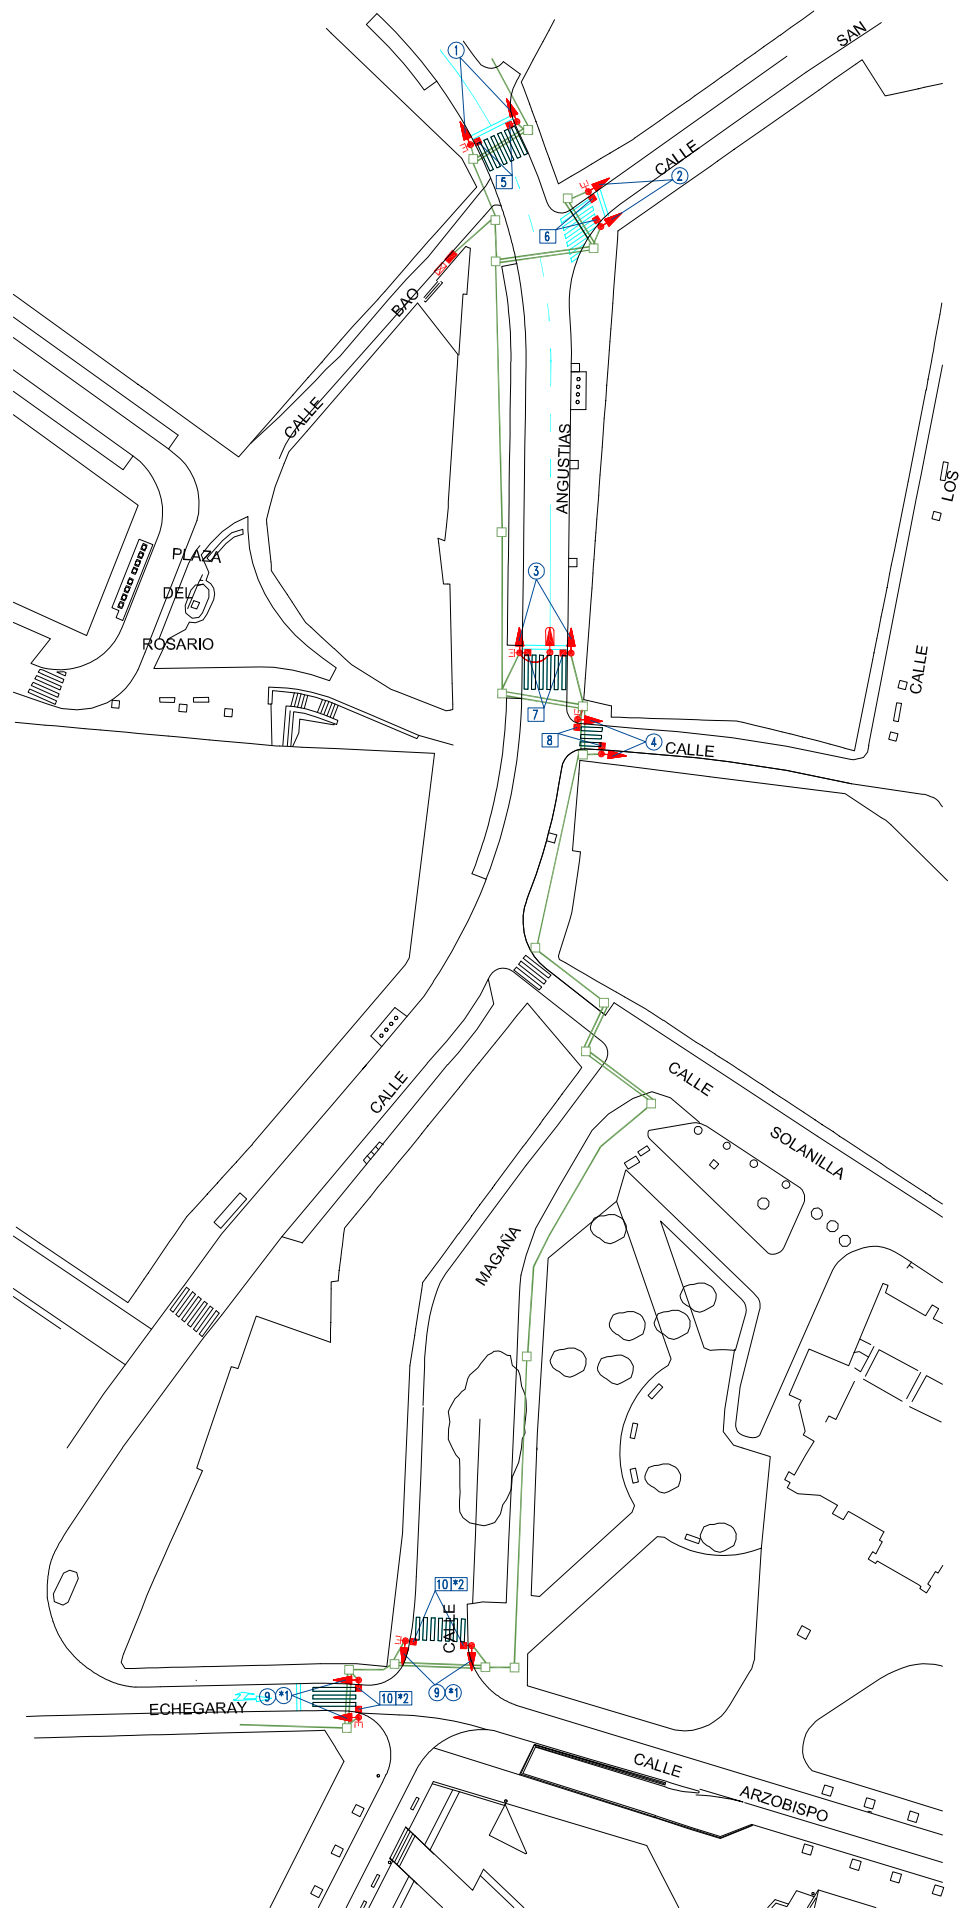 SAN
1
CALLE
2
5
6
BAO
CALLE
ANGUSTIAS
LOS
PLAZA
3
DEL
ROSARIO
CALLE
7
8
4
CALLE
CALLE
CALLE
SOLANILLA
MAGAÑA
10 *2
CALLE
9 *1
9 *1
10 *2
ECHEGARAY
CALLE
ARZOBISPO